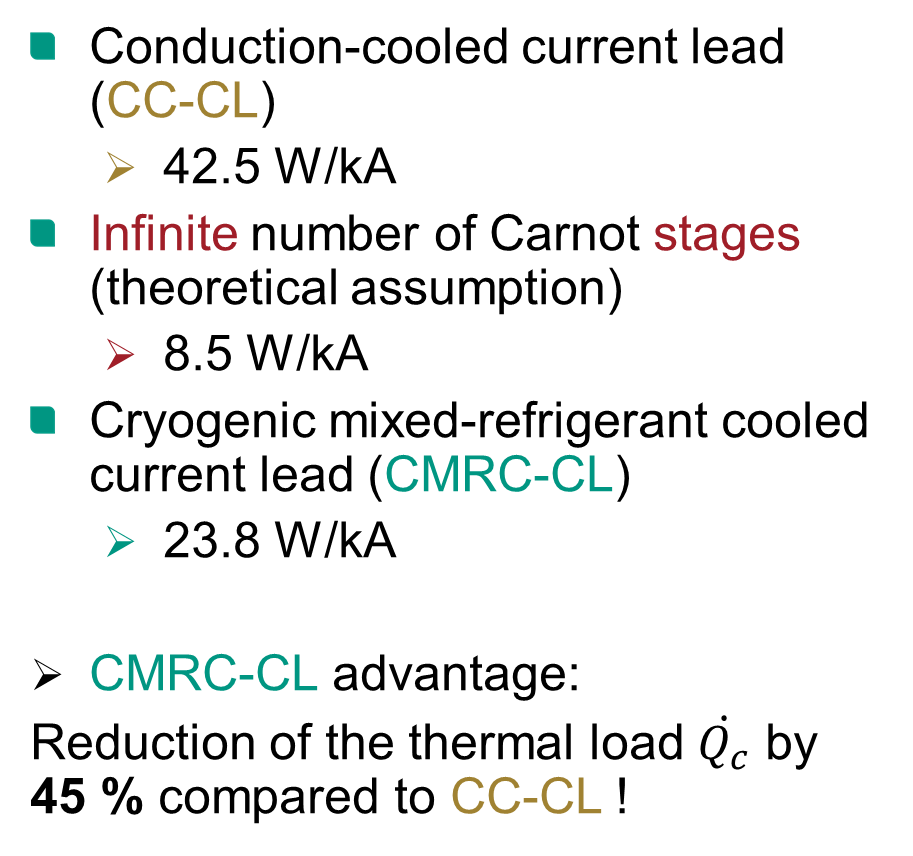 Conduction-cooled current lead
(CC-CL)
➢ 42.5 W/kA
Infinite number of Carnot stages
(theoretical assumption)
➢ 8.5 W/kA
Cryogenic mixed-refrigerant cooled
current lead (CMRC-CL)
➢ 23.8 W/kA
➢ CMRC-CL advantage:
Reduction of the thermal load Q̇c by
45 % compared to CC-CL !